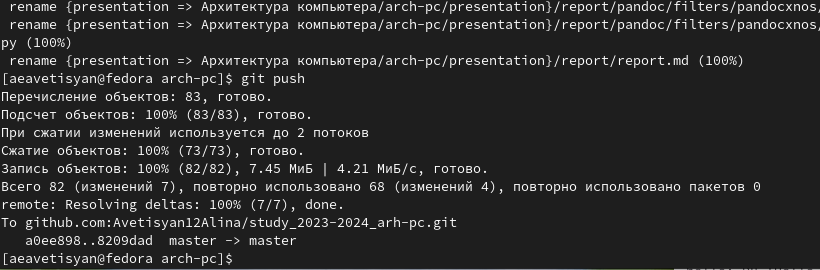 rename {presentation => Архитектура компьютера/arch-pc/presentation}/report/pandoc/filters/pandocxnos/
rename {presentation => Архитектура компьютера/arch-pc/presentation}/report/pandoc/filters/pandocxnos/
py (100%)
rename {presentation => Архитектура компьютера/arch-pc/presentation}/report/report.md (100%)
[aeavetisyan@fedora arch-pc]$ git push
Перечисление объектов: 83, готово.
Подсчет объектов: 100% (83/83), готово.
При сжатии изменений используется до 2 потоков
Сжатие объектов: 100% (73/73), готово.
Запись объектов: 100% (82/82), 7.45 МиБ | 4.21 МиБ/с, готово.
Всего 82 (изменений 7), повторно использовано 68 (изменений 4), повторно использовано пакетов 0
remote: Resolving deltas: 100% (7/7), done.
To github.com:Avetisyan12Alina/study_2023-2024_arh-pc.git
a0ee898..8209dad  master -> master
[aeavetisyan@fedora arch-pc]$